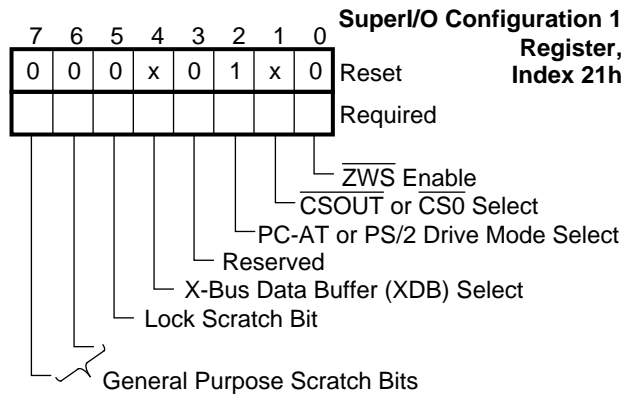 SuperI/O Configuration 1
Register,
Index 21h
7 6 5 4 3 2 1 0
0 0 0 x 0 1 x 0 Reset
Required
ZWS Enable
CSOUT or CS0 Select
PC-AT or PS/2 Drive Mode Select
Reserved
X-Bus Data Buffer (XDB) Select
Lock Scratch Bit
General Purpose Scratch Bits